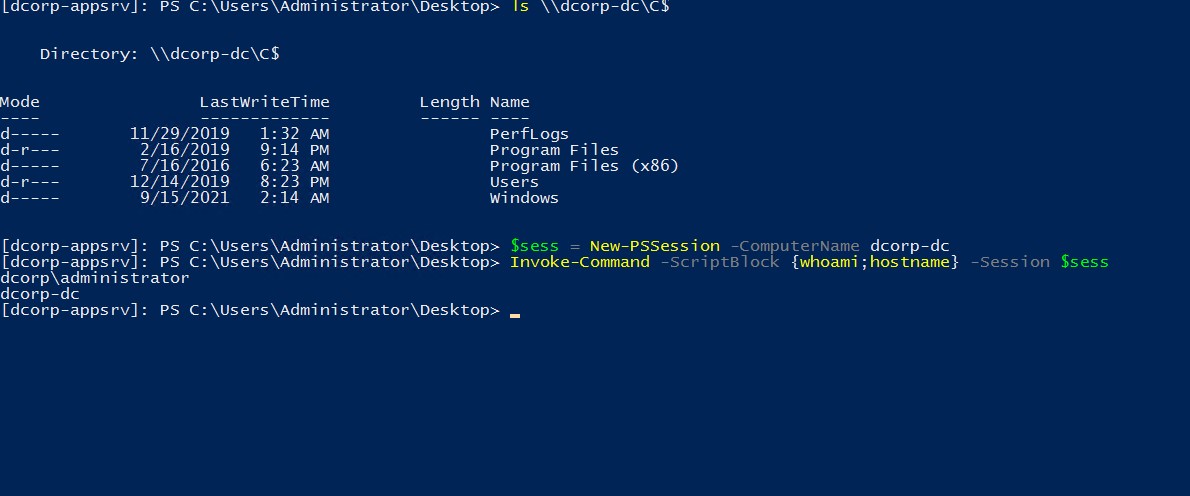 [dcorp-appsrv]: PS C:\Users\Administrator\Desktop> ls \\dcorp-dc\C$
Directory: \\dcorp-dc\C$
Mode                LastWriteTime         Length Name
----                -------------         ------ ----
d-----       11/29/2019   1:32 AM                PerfLogs
d-r---        2/16/2019   9:14 PM                Program Files
d-----        7/16/2016   6:23 AM                Program Files (x86)
d-r---       12/14/2019   8:23 PM                Users
d-----        9/15/2021   2:14 AM                Windows
[dcorp-appsrv]: PS C:\Users\Administrator\Desktop> $sess = New-PSSession -ComputerName dcorp-dc
[dcorp-appsrv]: PS C:\Users\Administrator\Desktop> Invoke-Command -ScriptBlock {whoami;hostname} -Session $sess
dcorp\administrator
dcorp-dc
[dcorp-appsrv]: PS C:\Users\Administrator\Desktop>